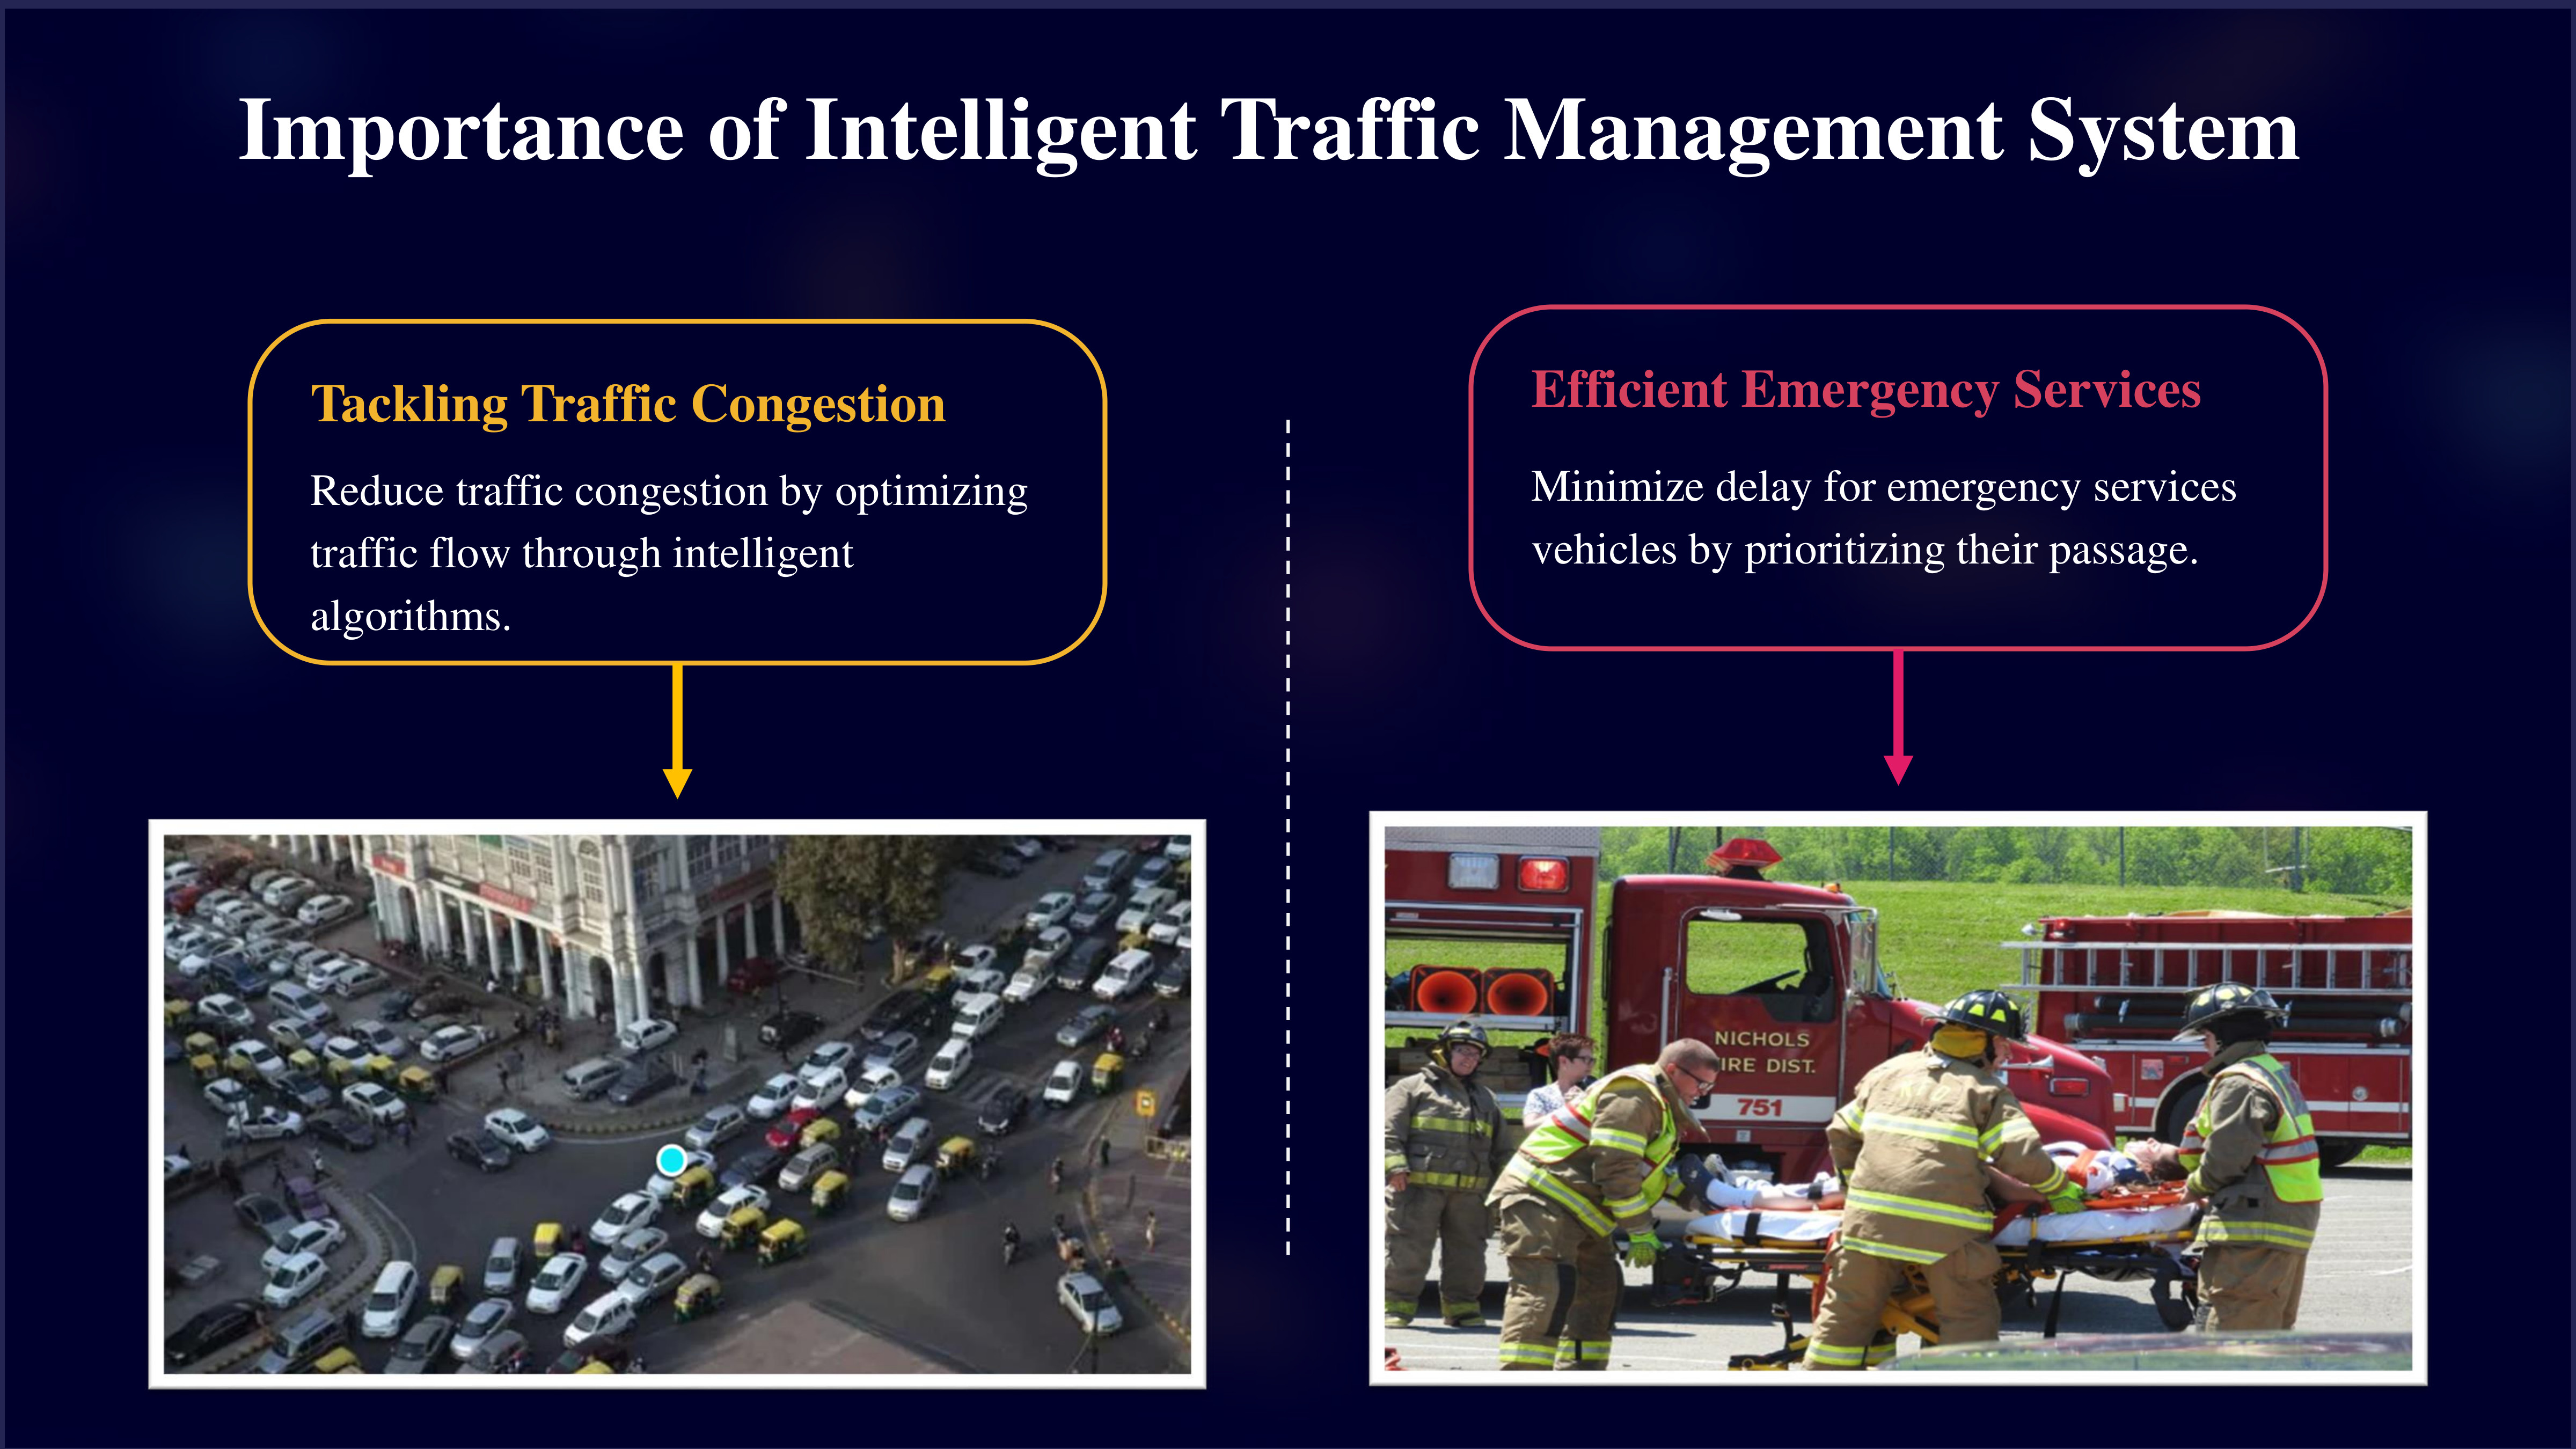 Importance of Intelligent Traffic Management System
Tackling Traffic Congestion
Reduce traffic congestion by optimizing
traffic flow through intelligent
algorithms.
Efficient Emergency Services
Minimize delay for emergency services
vehicles by prioritizing their passage.
NICHOLS
IRE DIST.
751